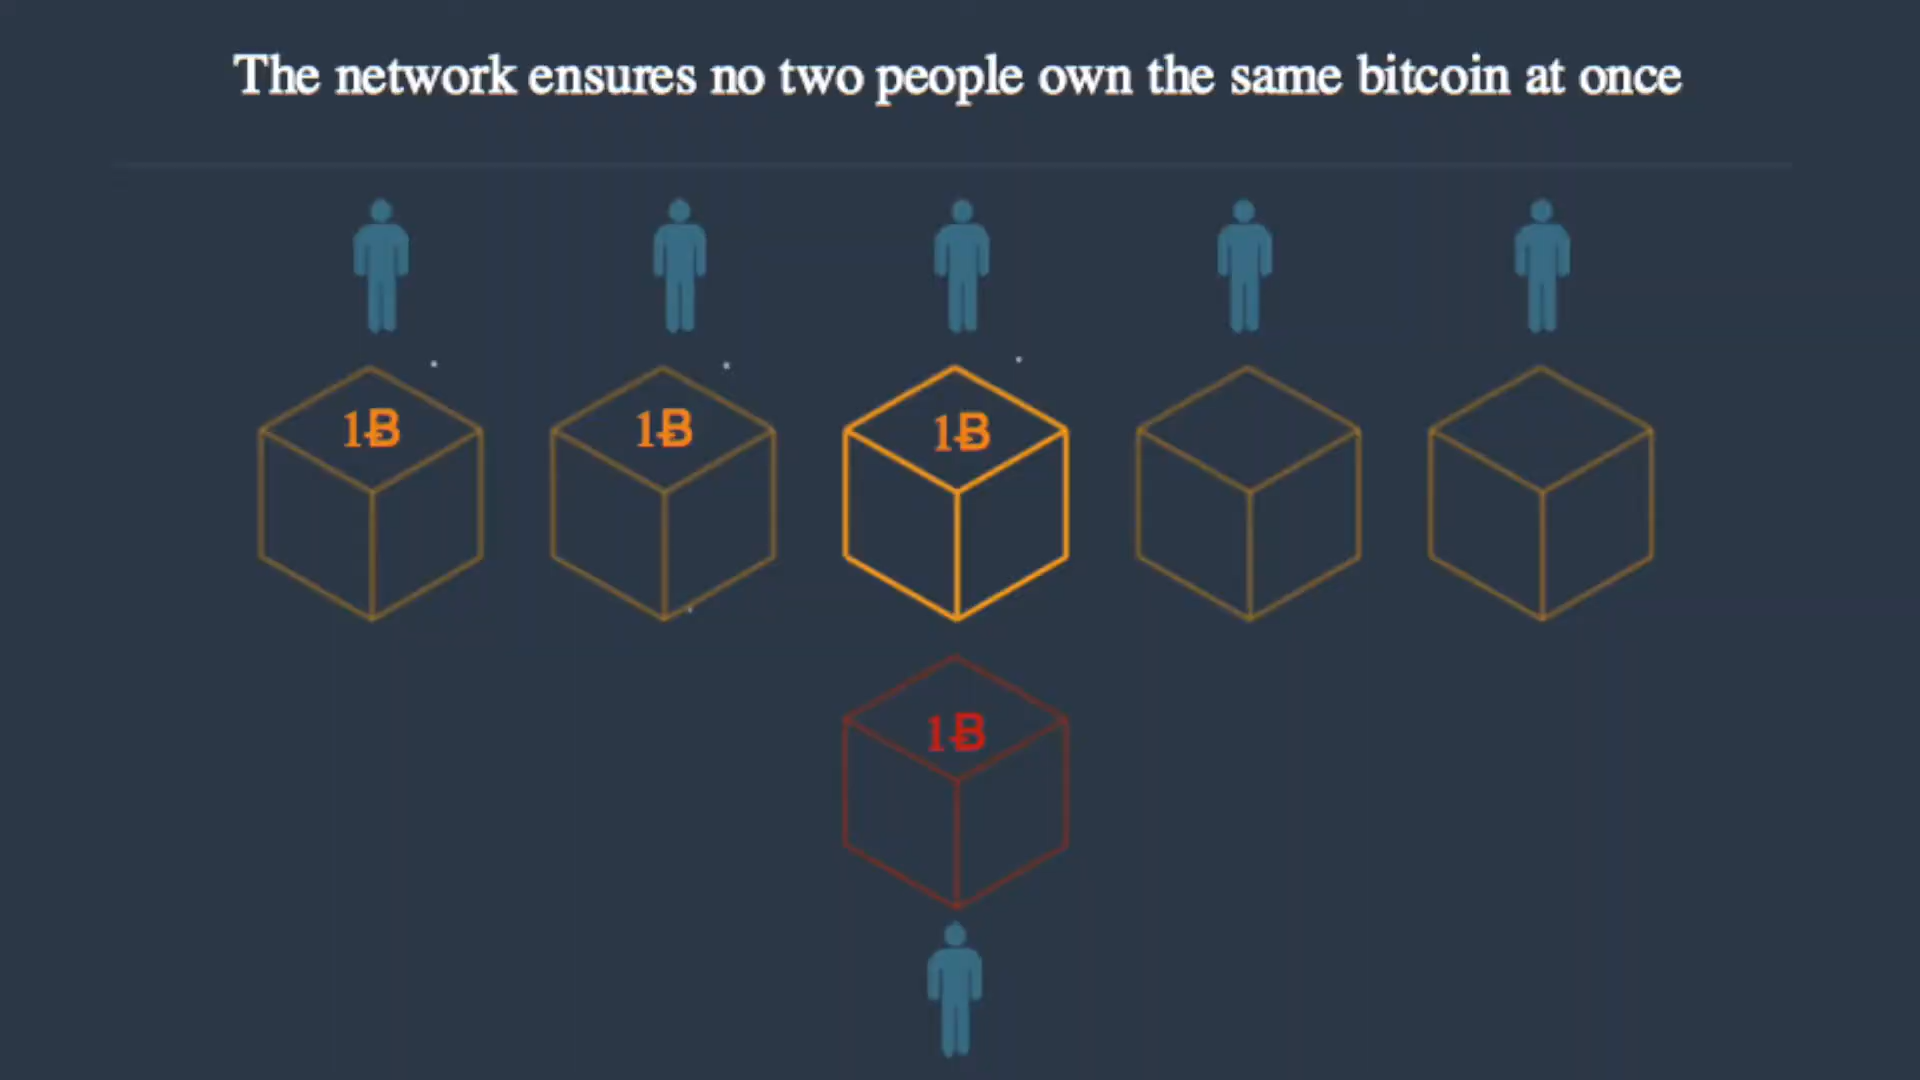 The network ensures no two people own the same bitcoin at once
1Ƀ 1Ƀ 1Ƀ
1Ƀ